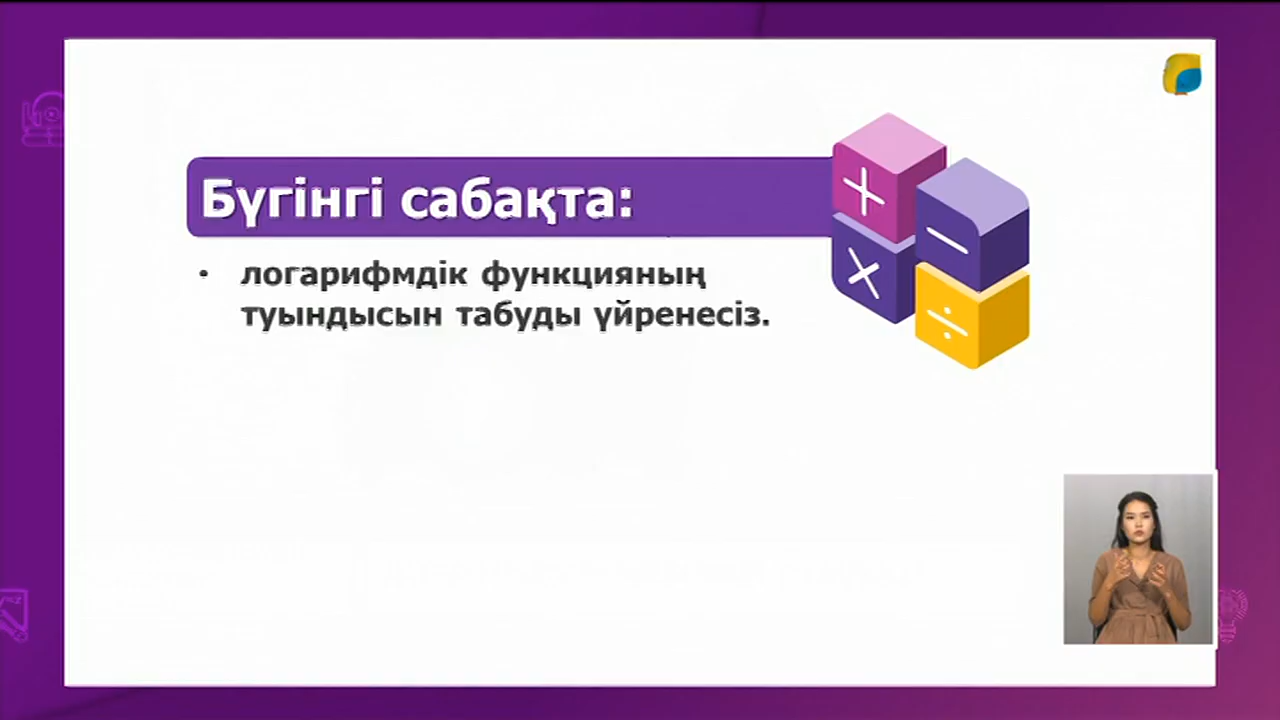 Бүгінгі сабақта:
• логарифмдік функцияның
туындысын табуды үйренесіз.